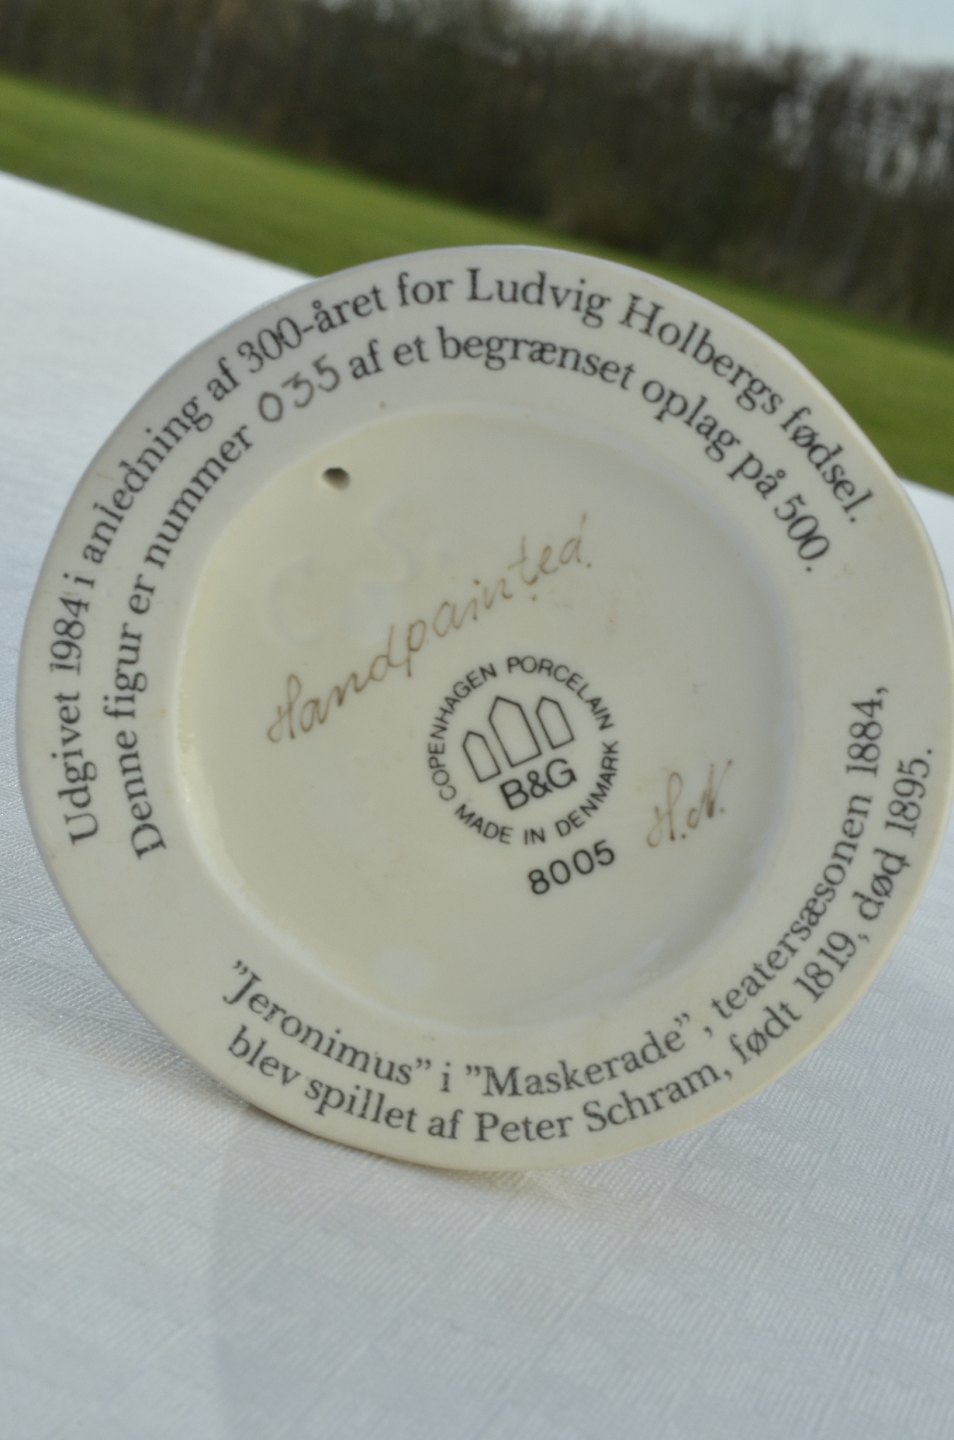 Udgivet 1984 i anledning af 300-året for Ludvig Holbergs fødsel.
Denne figur er nummer 035 af et begrænset oplag på 500.
Handpainted.
COPENHAGEN PORCELAIN
B&G
MADE IN DENMARK
8005
H.N.
”Jeronimus” i ”Maskerade”, teatersæsonen 1884,
blev spillet af Peter Schram, født 1819, død 1895.